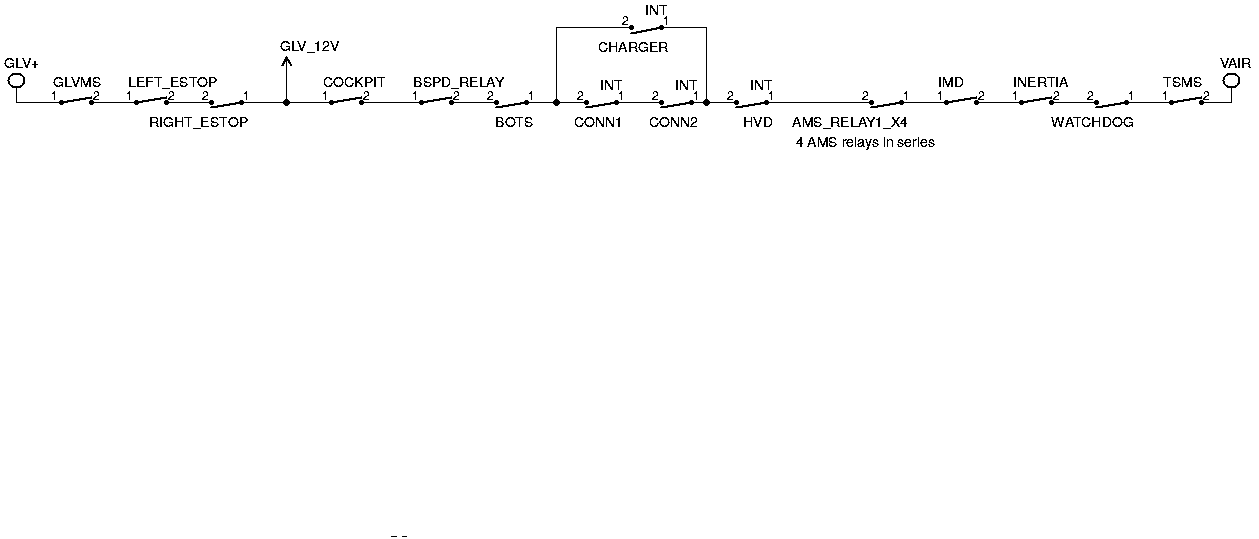 INT
2 1
CHARGER
GLV_12V
GLV+
VAIR
GLVMS LEFT_ESTOP COCKPIT BSPD_RELAY INT INT INT IMD INERTIA TSMS
1 2 1 2 2 1 1 2 1 2 2 1 2 1 2 1 2 1 2 1 1 2 1 2 2 1 1 2
RIGHT_ESTOP BOTS CONN1 CONN2 HVD AMS_RELAY1_X4 WATCHDOG
4 AMS relays in series